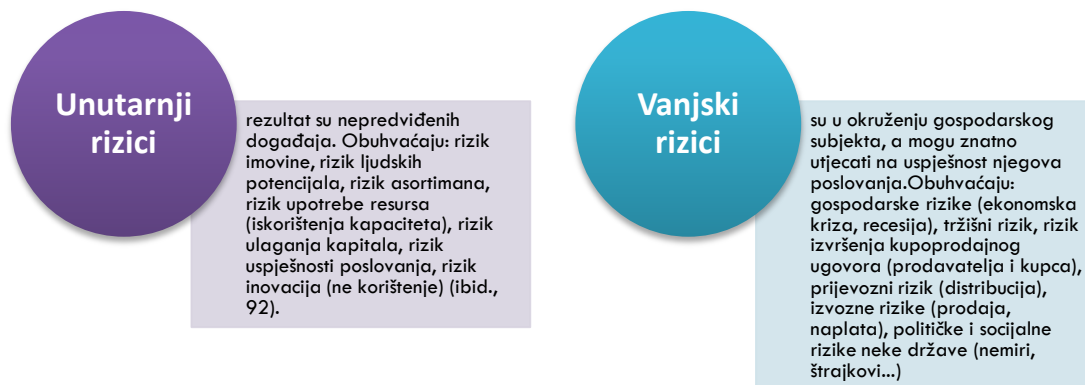 Unutarnji
rizici
rezultat su nepredviđenih
događaja. Obuhvaćaju: rizik
imovine, rizik ljudskih
potencijala, rizik asortimana,
rizik upotrebe resursa
(iskorištenja kapaciteta), rizik
ulaganja kapitala, rizik
uspješnosti poslovanja, rizik
inovacija (ne korištenje) (ibid.,
92).
Vanjski
rizici
su u okruženju gospodarskog
subjekta, a mogu znatno
utjecati na uspješnost njegova
poslovanja.Obuhvaćaju:
gospodarske rizike (ekonomska
kriza, recesija), tržišni rizik, rizik
izvršenja kupoprodajnog
ugovora (prodavatelja i kupca),
prijevozni rizik (distribucija),
izvozne rizike (prodaja,
naplata), političke i socijalne
rizike neke države (nemiri,
štrajkovi...)